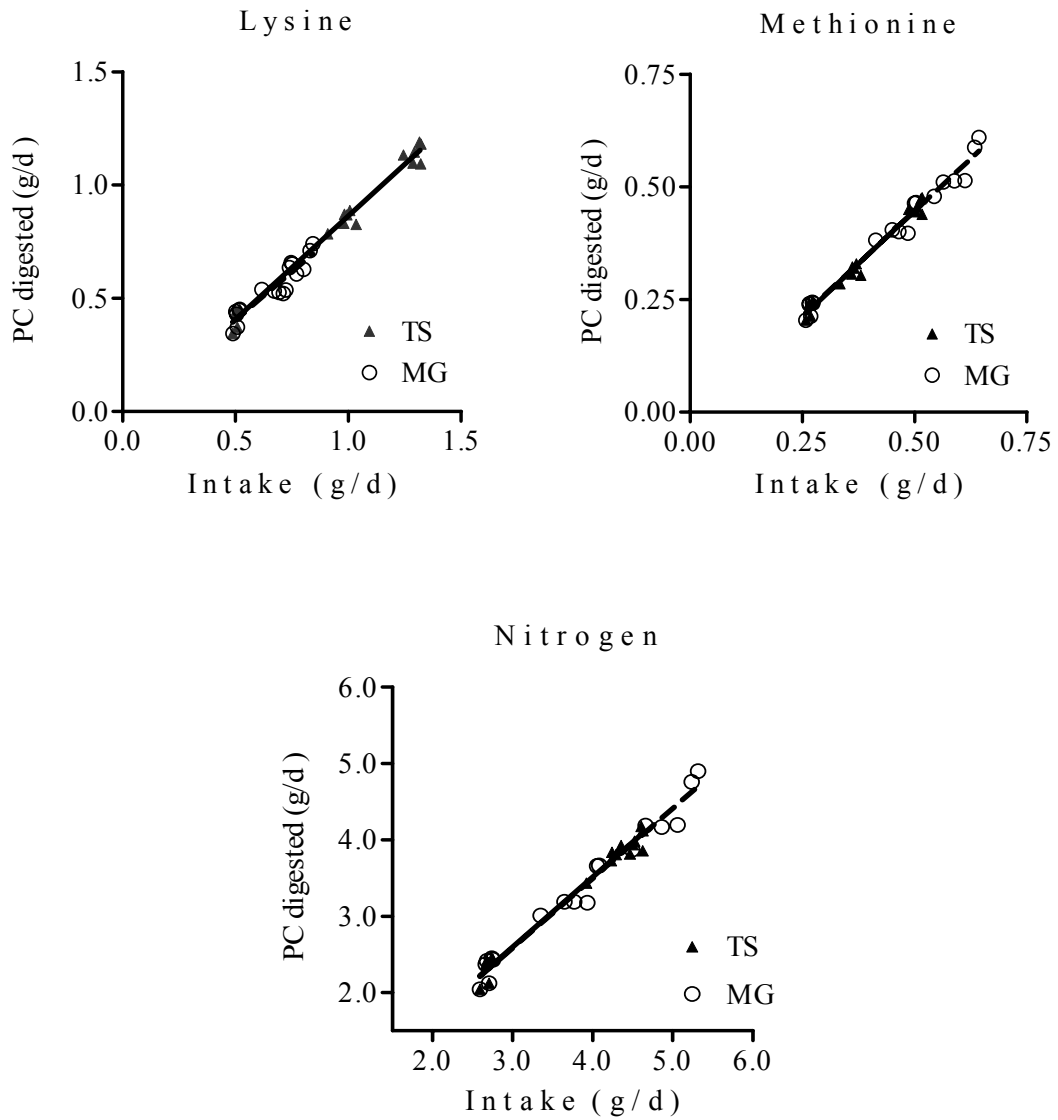 Lysine
1.5
1.0
0.5
0.0
PC digested (g/d)
TS
MG
0.0 0.5 1.0 1.5
Intake (g/d)
Methionine
0.75
0.50
0.25
0.00
PC digested (g/d)
TS
MG
0.00 0.25 0.50 0.75
Intake (g/d)
Nitrogen
6.0
5.0
4.0
3.0
2.0
PC digested (g/d)
TS
MG
2.0 3.0 4.0 5.0 6.0
Intake (g/d)